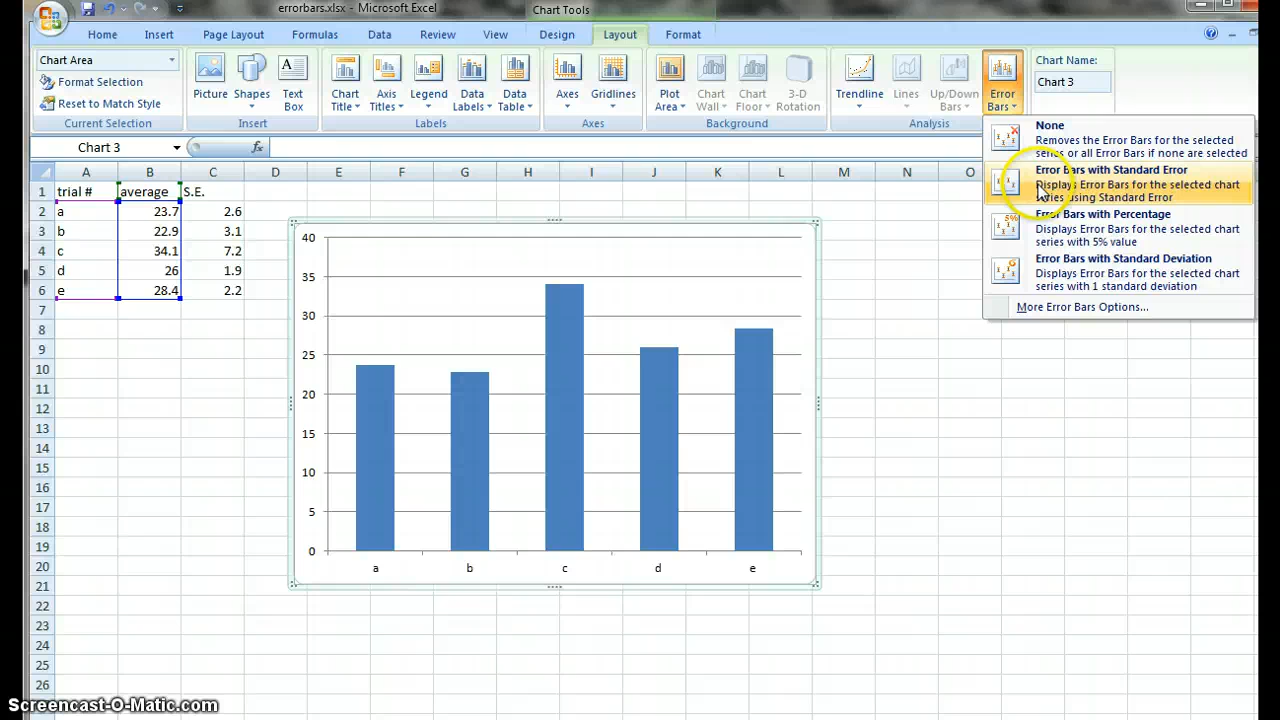 errorbars.xlsx - Microsoft Excel
Chart Tools
Home Insert Page Layout Formulas Data Review View Design Layout Format
Chart Area
Format Selection
Reset to Match Style
Current Selection
Picture Shapes Text Box
Insert
Chart Title Axis Titles Legend Data Labels Data Table
Labels
Axes Gridlines
Axes
Plot Area Chart Wall Chart Floor 3-D Rotation
Background
Trendline Lines Up/Down Bars Error Bars
Analysis
Chart Name:
Chart 3
None
Removes the Error Bars for the selected
series or all Error Bars if none are selected
Error Bars with Standard Error
Displays Error Bars for the selected chart
series using Standard Error
Error Bars with Percentage
Displays Error Bars for the selected chart
series with 5% value
Error Bars with Standard Deviation
Displays Error Bars for the selected chart
series with 1 standard deviation
More Error Bars Options...
Chart 3 fx
A B C D E F G H I J K L M N O
1 trial # average S.E.
2 a 23.7 2.6
3 b 22.9 3.1
4 c 34.1 7.2
5 d 26 1.9
6 e 28.4 2.2
7
8
9
10
11
12
13
14
15
16
17
18
19
20
21
22
23
24
25
26
40
35
30
25
20
15
10
5
0
a b c d e
Screencast-O-Matic.com